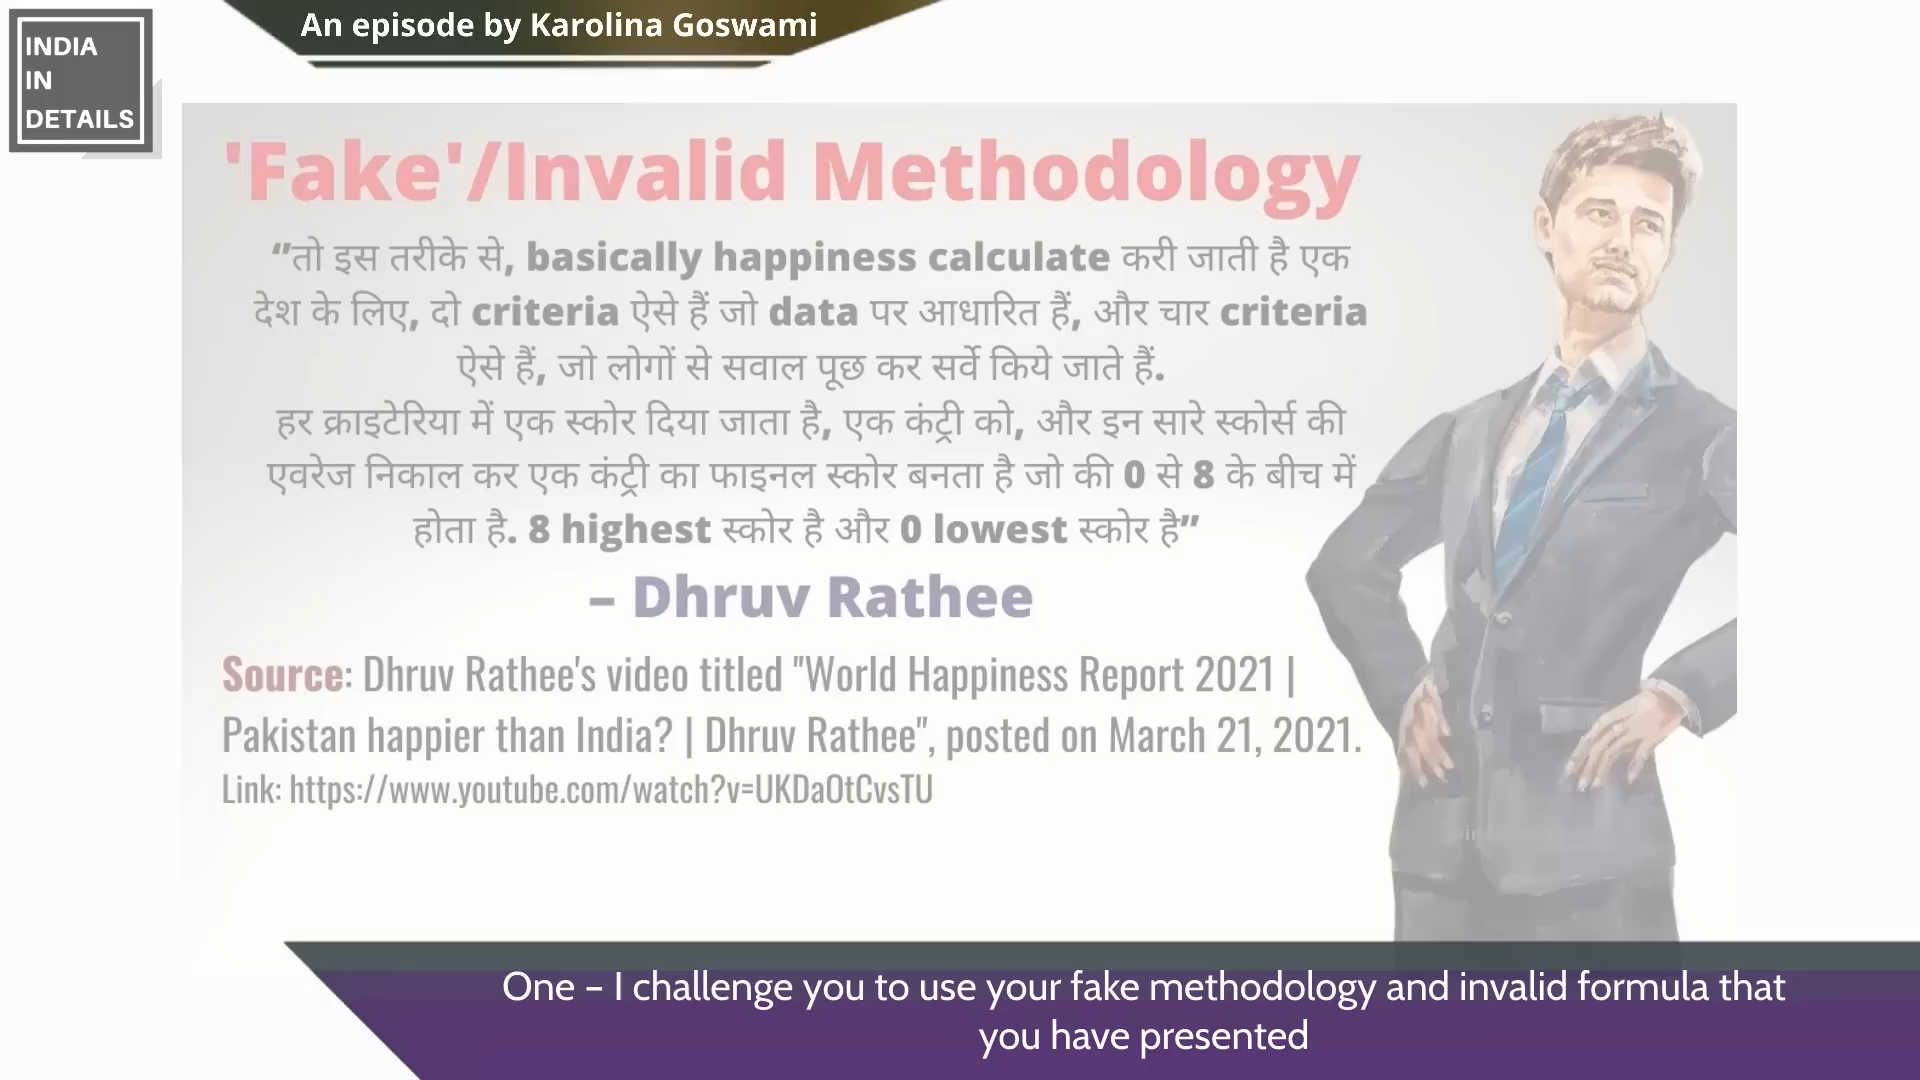 INDIA
IN
DETAILS
An episode by Karolina Goswami
'Fake'/Invalid Methodology
“तो इस तरीके से, basically happiness calculate करी जाती है एक
देश के लिए, दो criteria ऐसे हैं जो data पर आधारित हैं, और चार criteria
ऐसे हैं, जो लोगों से सवाल पूछ कर सर्वे किये जाते हैं.
हर क्राइटेरिया में एक स्कोर दिया जाता है, एक कंट्री को, और इन सारे स्कोर्स की
एवरेज निकाल कर एक कंट्री का फाइनल स्कोर बनता है जो की 0 से 8 के बीच में
होता है. 8 highest स्कोर है और 0 lowest स्कोर है”
– Dhruv Rathee
Source: Dhruv Rathee's video titled "World Happiness Report 2021 |
Pakistan happier than India? | Dhruv Rathee", posted on March 21, 2021.
Link: https://www.youtube.com/watch?v=UKDaOtCvsTU
One – I challenge you to use your fake methodology and invalid formula that
you have presented